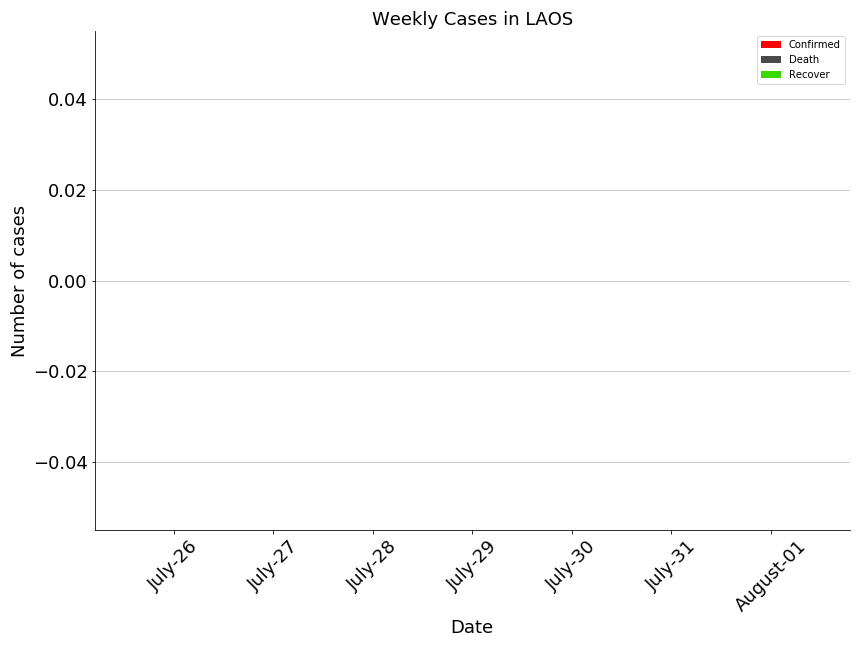 Weekly Cases in LAOS
Confirmed
Death
Recover
0.04
0.02
0.00
−0.02
−0.04
Number of cases
July-26
July-27
July-28
July-29
July-30
July-31
August-01
Date